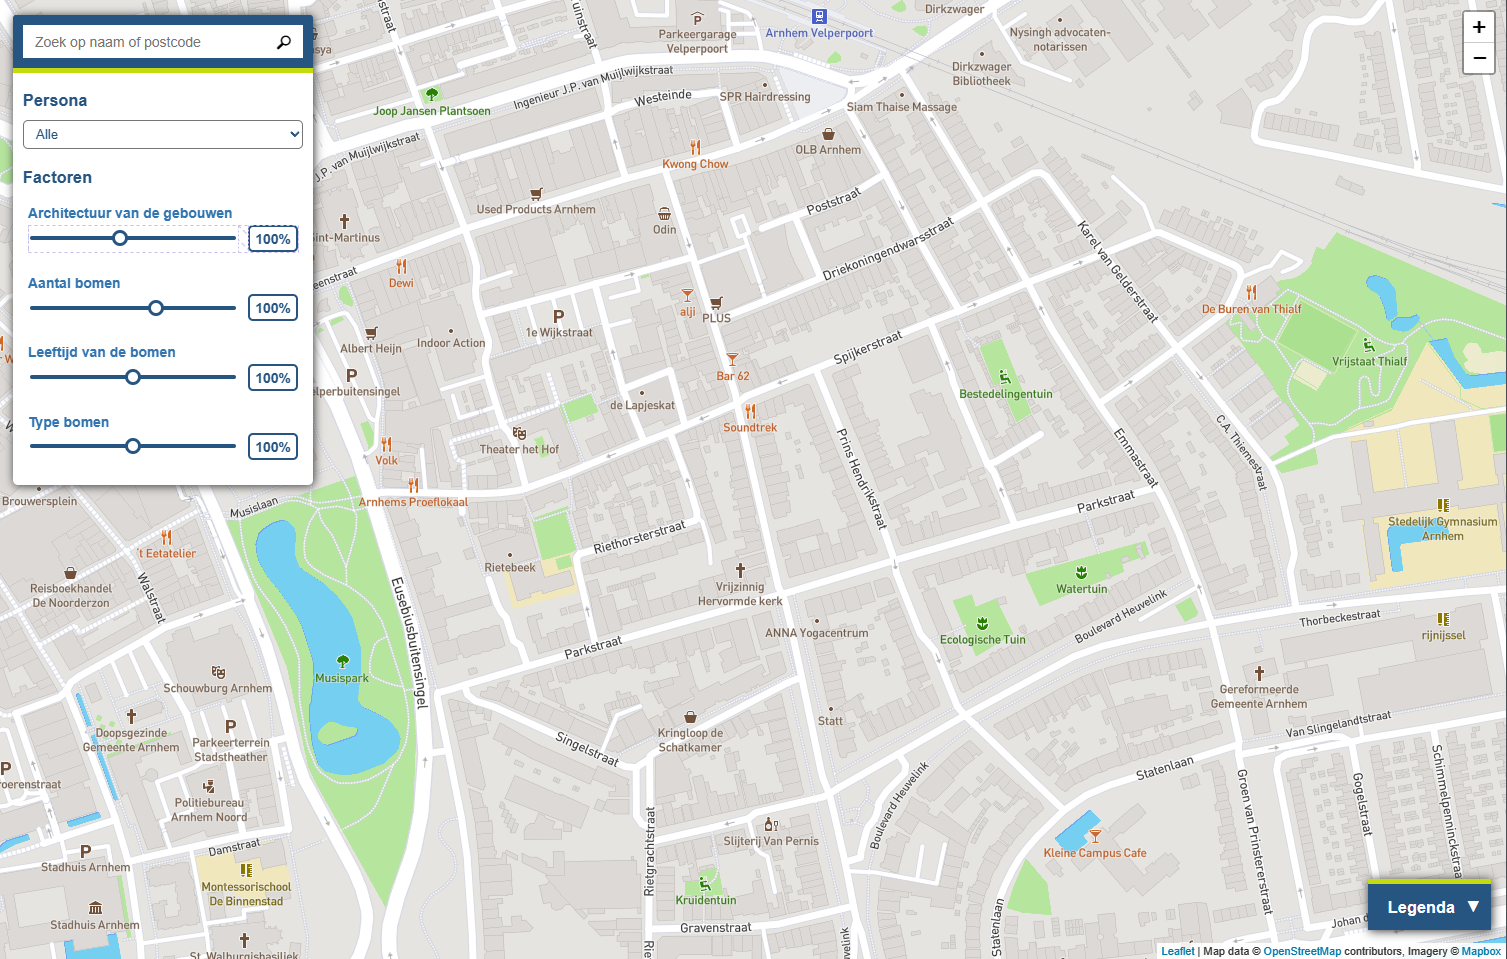 Zoek op naam of postcode
Persona
Alle
Factoren
Architectuur van de gebouwen
100%
Aantal bomen
100%
Leeftijd van de bomen
100%
Type bomen
100%
+
−
Dirkzwager
Parkeergarage
Velperpoort
Arnhem Velperpoort
Nysingh advocaten-
notarissen
Dirkzwager
Bibliotheek
Ingenieur J.P. van Muijlwijkstraat
Westeinde
SPR Hairdressing
Siam Thaise Massage
Joop Jansen Plantsoen
J.P. van Muijlwijkstraat
OLB Arnhem
Kwong Chow
Used Products Arnhem
Odin
Poststraat
Driekoningendwarsstraat
Karel van Gelderstraat
Dewi
alji
PLUS
1e Wijkstraat
De Buren van Thialf
Albert Heijn
Indoor Action
Spijkerstraat
Vrijstaat Thialf
Bar 62
Bestedelingentuin
de Lapjeskat
Soundtrek
Theater het Hof
Volk
Prins Hendrikstraat
Emmastraat
C.A. Thiemestraat
Arnhems Proeflokaal
Brouwersplein
Musislaan
Parkstraat
Stedelijk Gymnasium
Arnhem
Riethorsterstraat
't Eetatelier
Rietebeek
Reisboekhandel
De Noorderzon
Walstraat
Eusebiusbuitensingel
Vrijzinnig
Hervormde kerk
Watertuin
Boulevard Heuvelink
Thorbeckestraat
rijnijssel
ANNA Yogacentrum
Ecologische Tuin
Parkstraat
Musispark
Schouwburg Arnhem
Gereformeerde
Gemeente Arnhem
Statt
Kringloop de
Schatkamer
Doopsgezinde
Gemeente Arnhem
Parkeerterrein
Stadstheater
Singelstraat
Van Slingelandtstraat
Statenlaan
Groen van Prinstererstraat
Gogelstraat
Schimmelpenninckstraat
Boulevard Heuvelink
Politiebureau
Arnhem Noord
Rietgrachtstraat
Slijterij Van Pernis
Kleine Campus Cafe
Damstraat
Stadhuis Arnhem
Montessorischool
De Binnenstad
Kruidentuin
Stadhuis Arnhem
Gravenstraat
Statenlaan
St. Walburgisbasiliek
Legenda ▼
Leaflet | Map data © OpenStreetMap contributors, Imagery © Mapbox